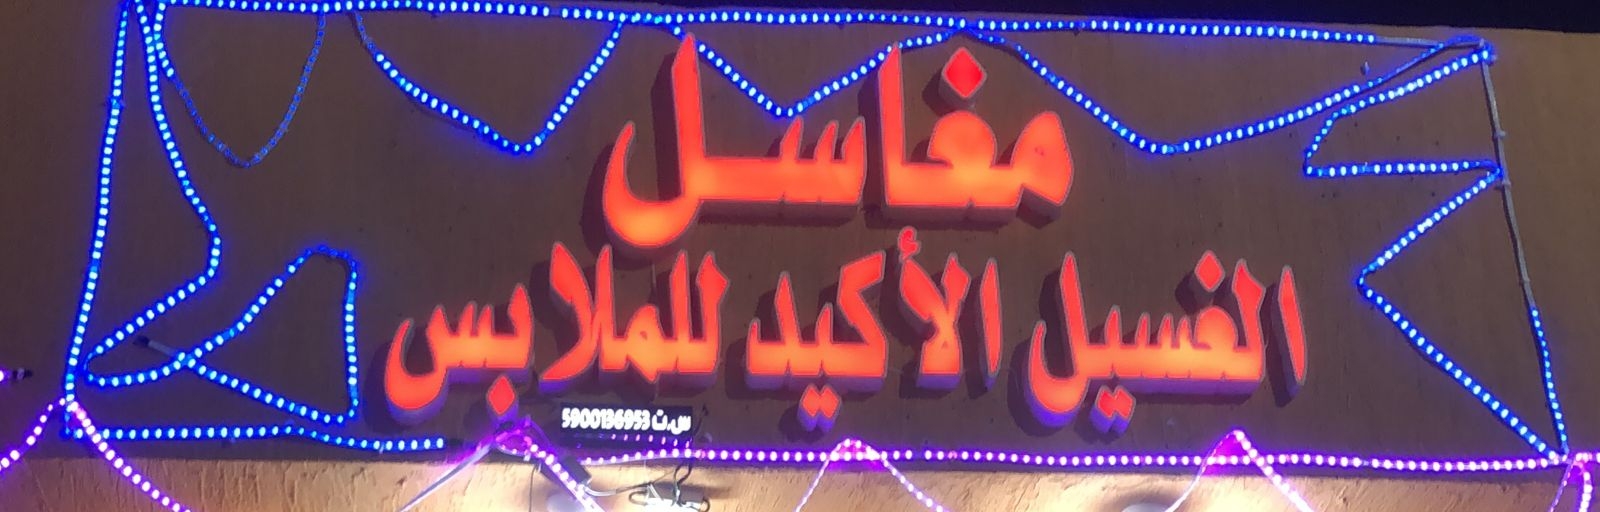 مغاسل
الغسيل الأكيد للملابس
س.ت 5900136953